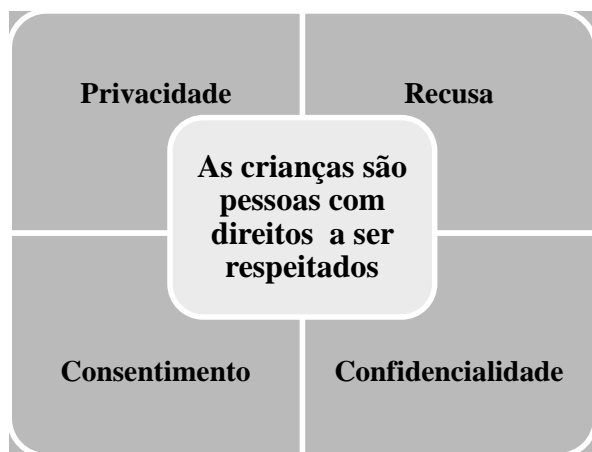 Privacidade
Recusa
As crianças são
pessoas com
direitos a ser
respeitados
Consentimento
Confidencialidade